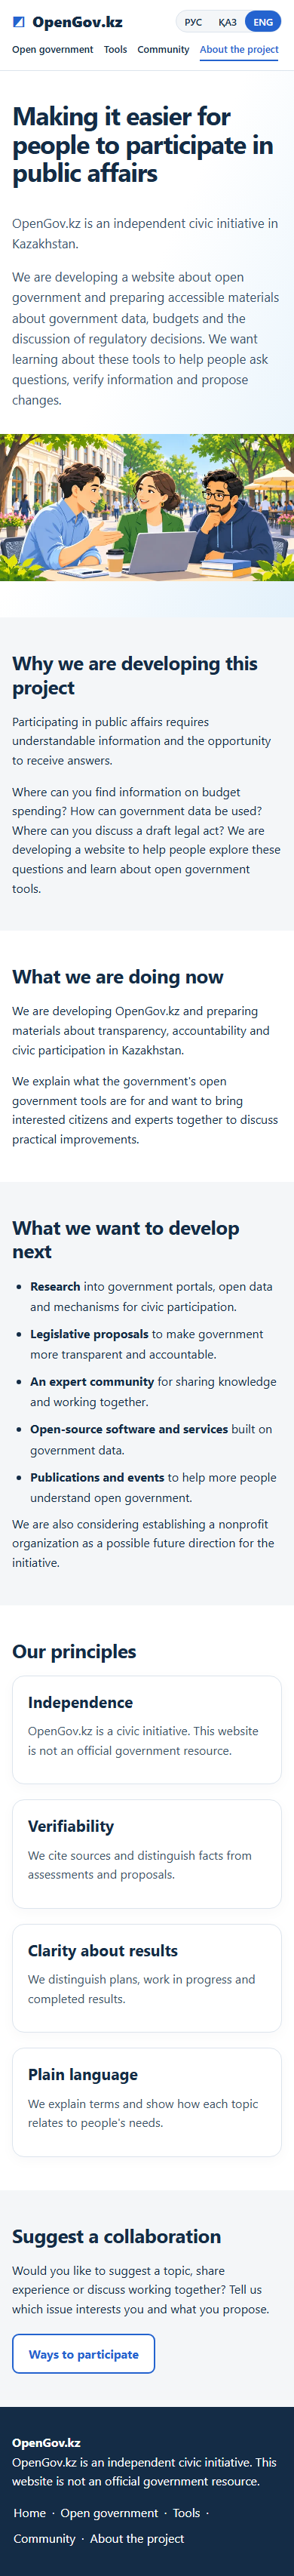 OpenGov.kz
РУС ҚАЗ ENG
Open government Tools Community About the project
Making it easier for
people to participate in
public affairs
OpenGov.kz is an independent civic initiative in
Kazakhstan.
We are developing a website about open
government and preparing accessible materials
about government data, budgets and the
discussion of regulatory decisions. We want
learning about these tools to help people ask
questions, verify information and propose
changes.
Why we are developing this
project
Participating in public affairs requires
understandable information and the opportunity
to receive answers.
Where can you find information on budget
spending? How can government data be used?
Where can you discuss a draft legal act? We are
developing a website to help people explore these
questions and learn about open government
tools.
What we are doing now
We are developing OpenGov.kz and preparing
materials about transparency, accountability and
civic participation in Kazakhstan.
We explain what the government's open
government tools are for and want to bring
interested citizens and experts together to discuss
practical improvements.
What we want to develop
next
• Research into government portals, open data
and mechanisms for civic participation.
• Legislative proposals to make government
more transparent and accountable.
• An expert community for sharing knowledge
and working together.
• Open-source software and services built on
government data.
• Publications and events to help more people
understand open government.
We are also considering establishing a nonprofit
organization as a possible future direction for the
initiative.
Our principles
Independence
OpenGov.kz is a civic initiative. This website
is not an official government resource.
Verifiability
We cite sources and distinguish facts from
assessments and proposals.
Clarity about results
We distinguish plans, work in progress and
completed results.
Plain language
We explain terms and show how each topic
relates to people's needs.
Suggest a collaboration
Would you like to suggest a topic, share
experience or discuss working together? Tell us
which issue interests you and what you propose.
Ways to participate
OpenGov.kz
OpenGov.kz is an independent civic initiative. This
website is not an official government resource.
Home · Open government · Tools ·
Community · About the project